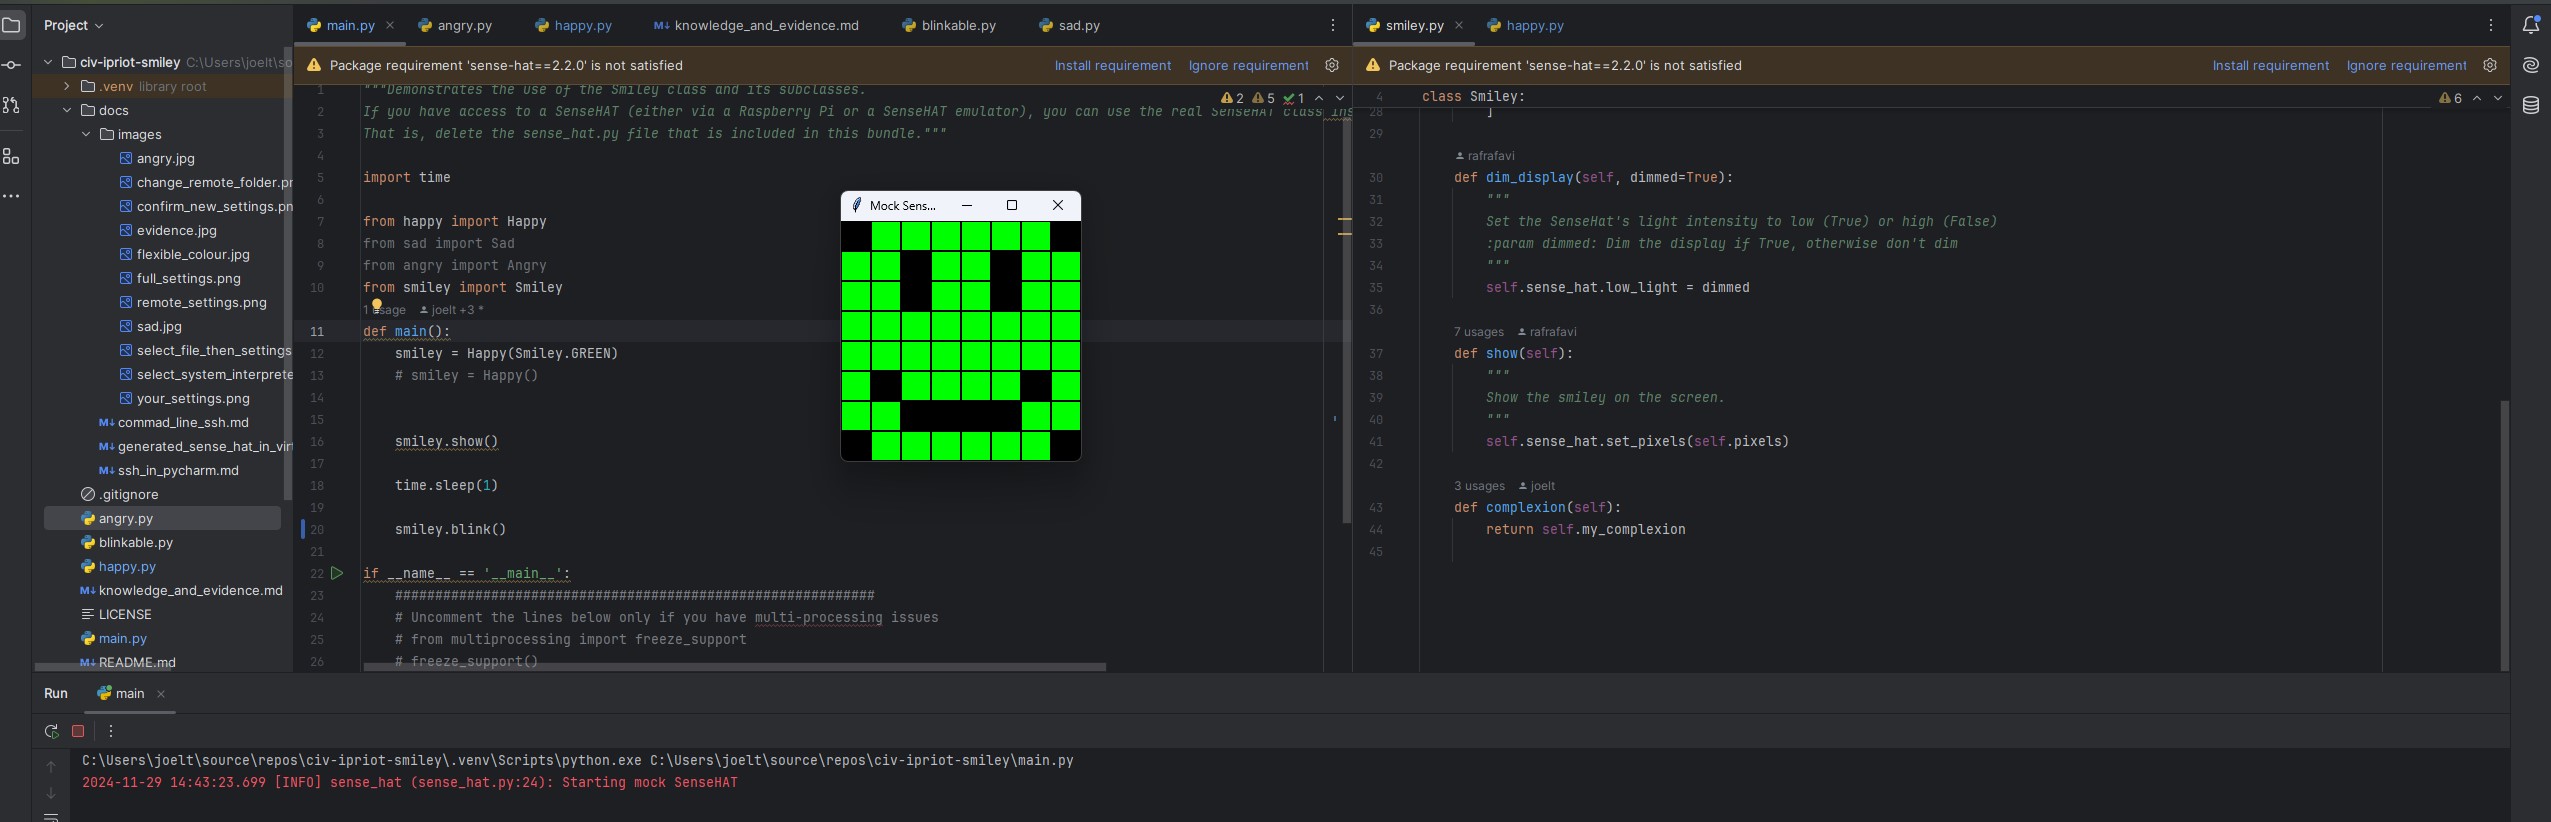 Project
civ-ipriot-smiley C:\Users\joelt\so
.venv library root
docs
images
angry.jpg
change_remote_folder.pr
confirm_new_settings.pn
evidence.jpg
flexible_colour.jpg
full_settings.png
remote_settings.png
sad.jpg
select_file_then_settings
select_system_interprete
your_settings.png
M↓ commad_line_ssh.md
M↓ generated_sense_hat_in_virt
M↓ ssh_in_pycharm.md
.gitignore
angry.py
blinkable.py
happy.py
M↓ knowledge_and_evidence.md
LICENSE
main.py
M↓ README.md
main.py angry.py happy.py M↓ knowledge_and_evidence.md blinkable.py sad.py
Package requirement 'sense-hat==2.2.0' is not satisfied Install requirement Ignore requirement
2 5 1
1 """Demonstrates the use of the Smiley class and its subclasses.
2 If you have access to a SenseHAT (either via a Raspberry Pi or a SenseHAT emulator), you can use the real SenseHAT class ins
3 That is, delete the sense_hat.py file that is included in this bundle."""
4
5 import time
6
7 from happy import Happy
8 from sad import Sad
9 from angry import Angry
10 from smiley import Smiley
1 usage joelt +3 *
11 def main():
12 smiley = Happy(Smiley.GREEN)
13 # smiley = Happy()
14
15
16 smiley.show()
17
18 time.sleep(1)
19
20 smiley.blink()
21
22 if __name__ == '__main__':
23 ############################################################
24 # Uncomment the lines below only if you have multi-processing issues
25 # from multiprocessing import freeze_support
26 # freeze_support()
Mock Sens...
smiley.py happy.py
Package requirement 'sense-hat==2.2.0' is not satisfied Install requirement Ignore requirement
4 class Smiley: 6
28 ]
29
rafrafavi
30 def dim_display(self, dimmed=True):
31 """
32 Set the SenseHat's light intensity to low (True) or high (False)
33 :param dimmed: Dim the display if True, otherwise don't dim
34 """
35 self.sense_hat.low_light = dimmed
36
7 usages rafrafavi
37 def show(self):
38 """
39 Show the smiley on the screen.
40 """
41 self.sense_hat.set_pixels(self.pixels)
42
3 usages joelt
43 def complexion(self):
44 return self.my_complexion
45
Run main
C:\Users\joelt\source\repos\civ-ipriot-smiley\.venv\Scripts\python.exe C:\Users\joelt\source\repos\civ-ipriot-smiley\main.py
2024-11-29 14:43:23.699 [INFO] sense_hat (sense_hat.py:24): Starting mock SenseHAT